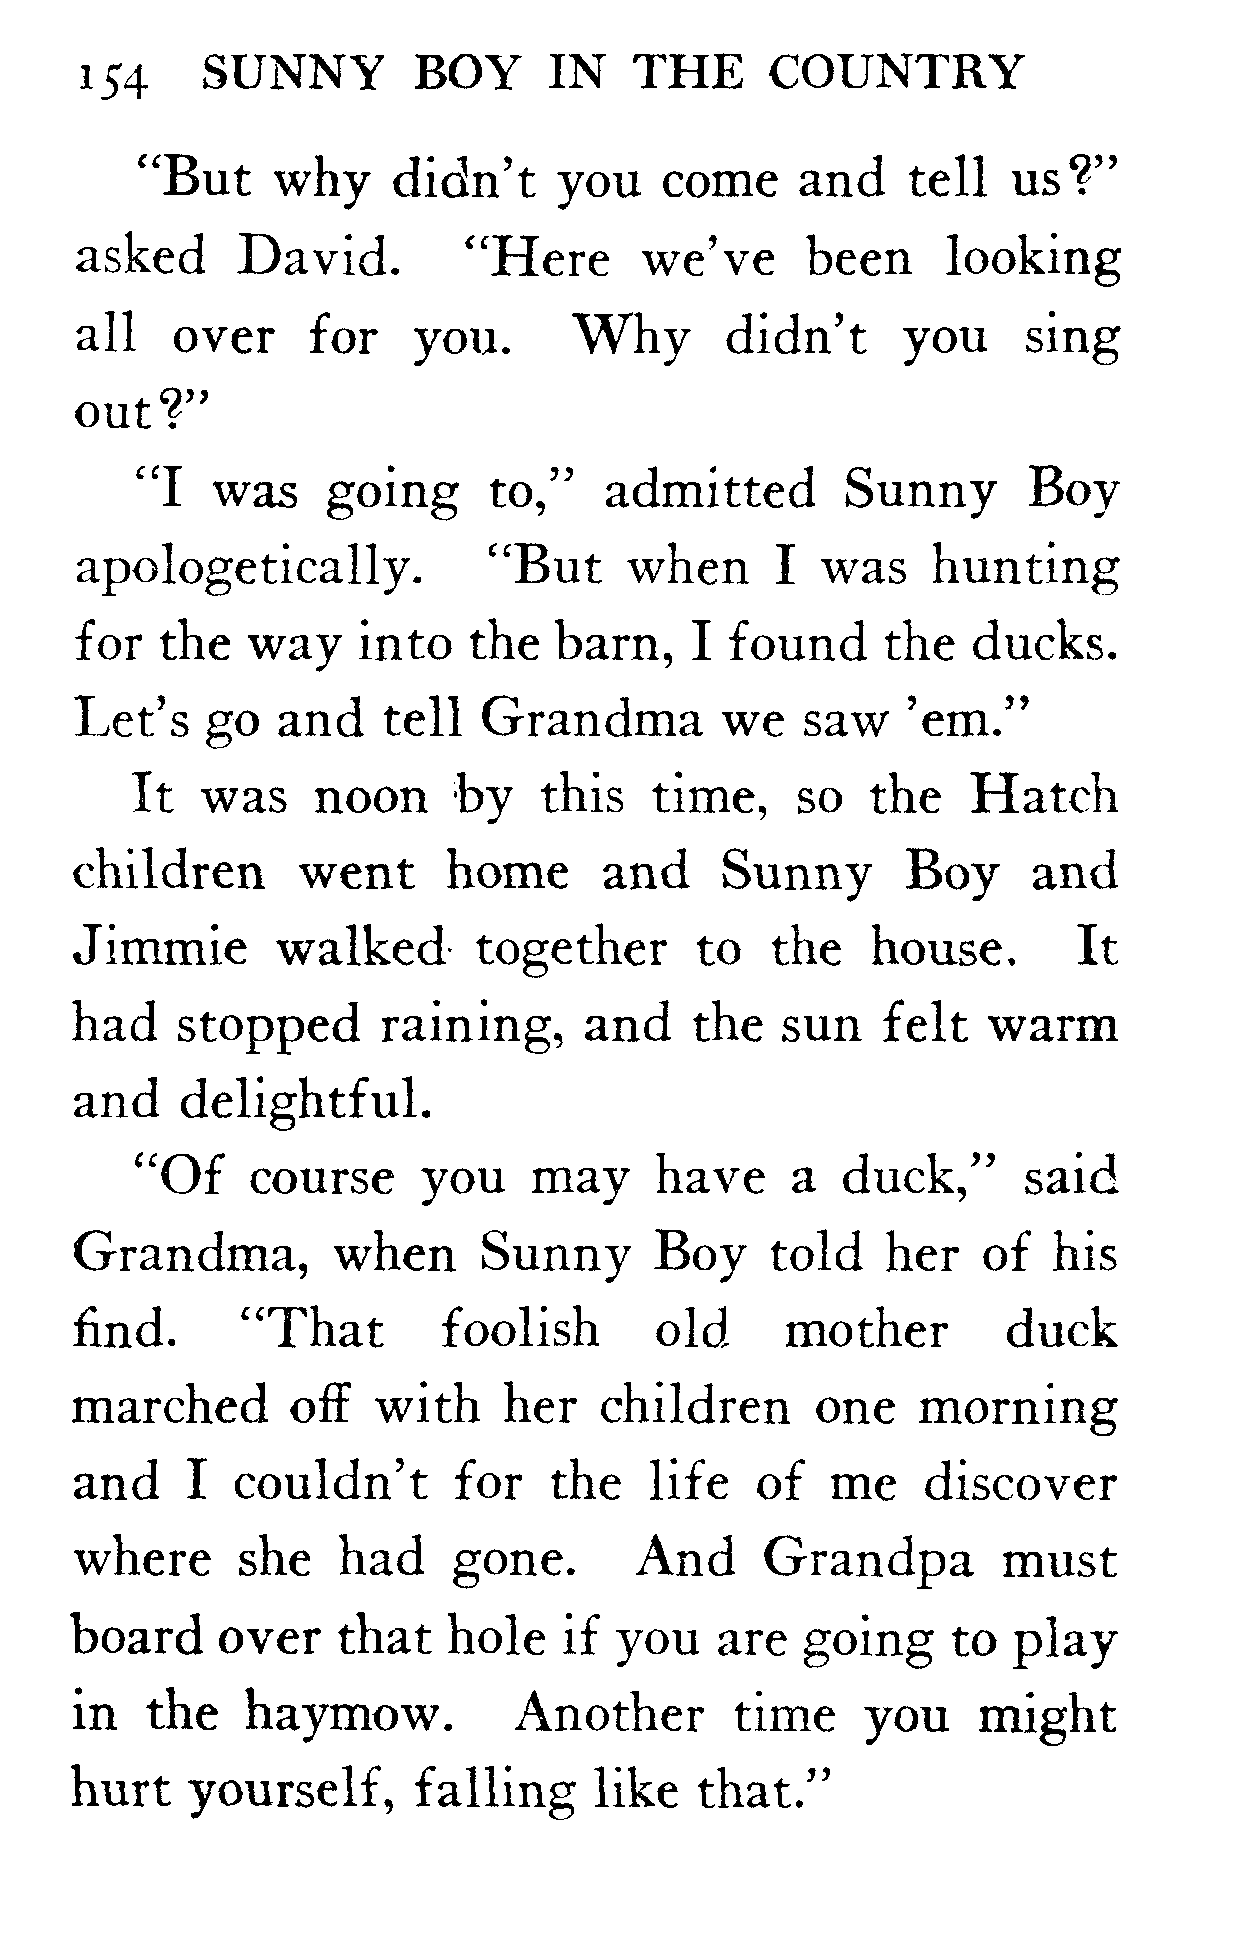 154 SUNNY BOY IN THE COUNTRY
“But why didn’t you come and tell us?”
asked David. “Here we’ve been looking
all over for you. Why didn’t you sing
out?”
“I was going to,” admitted Sunny Boy
apologetically. “But when I was hunting
for the way into the barn, I found the ducks.
Let’s go and tell Grandma we saw ’em.”
It was noon by this time, so the Hatch
children went home and Sunny Boy and
Jimmie walked together to the house. It
had stopped raining, and the sun felt warm
and delightful.
“Of course you may have a duck,” said
Grandma, when Sunny Boy told her of his
find. “That foolish old mother duck
marched off with her children one morning
and I couldn’t for the life of me discover
where she had gone. And Grandpa must
board over that hole if you are going to play
in the haymow. Another time you might
hurt yourself, falling like that.”